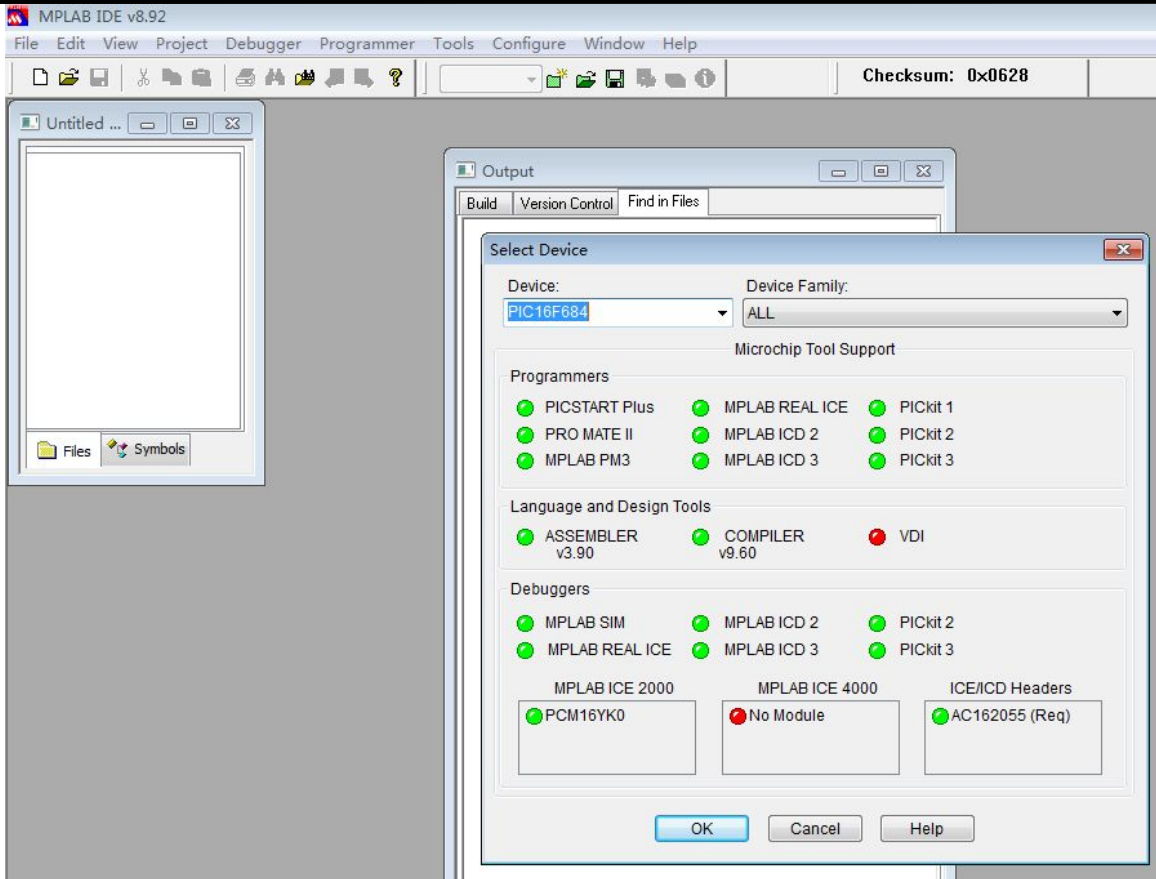 MPLAB IDE v8.92
File Edit View Project Debugger Programmer Tools Configure Window Help
Checksum: 0x0628
Untitled ...
Output
Build Version Control Find in Files
Files Symbols
Select Device
Device: Device Family:
PIC16F684 ALL
Microchip Tool Support
Programmers
PICSTART Plus MPLAB REAL ICE PICkit 1
PRO MATE II MPLAB ICD 2 PICkit 2
MPLAB PM3 MPLAB ICD 3 PICkit 3
Language and Design Tools
ASSEMBLER COMPILER VDI
v3.90 v9.60
Debuggers
MPLAB SIM MPLAB ICD 2 PICkit 2
MPLAB REAL ICE MPLAB ICD 3 PICkit 3
MPLAB ICE 2000 MPLAB ICE 4000 ICE/ICD Headers
PCM16YK0 No Module AC162055 (Req)
OK Cancel Help